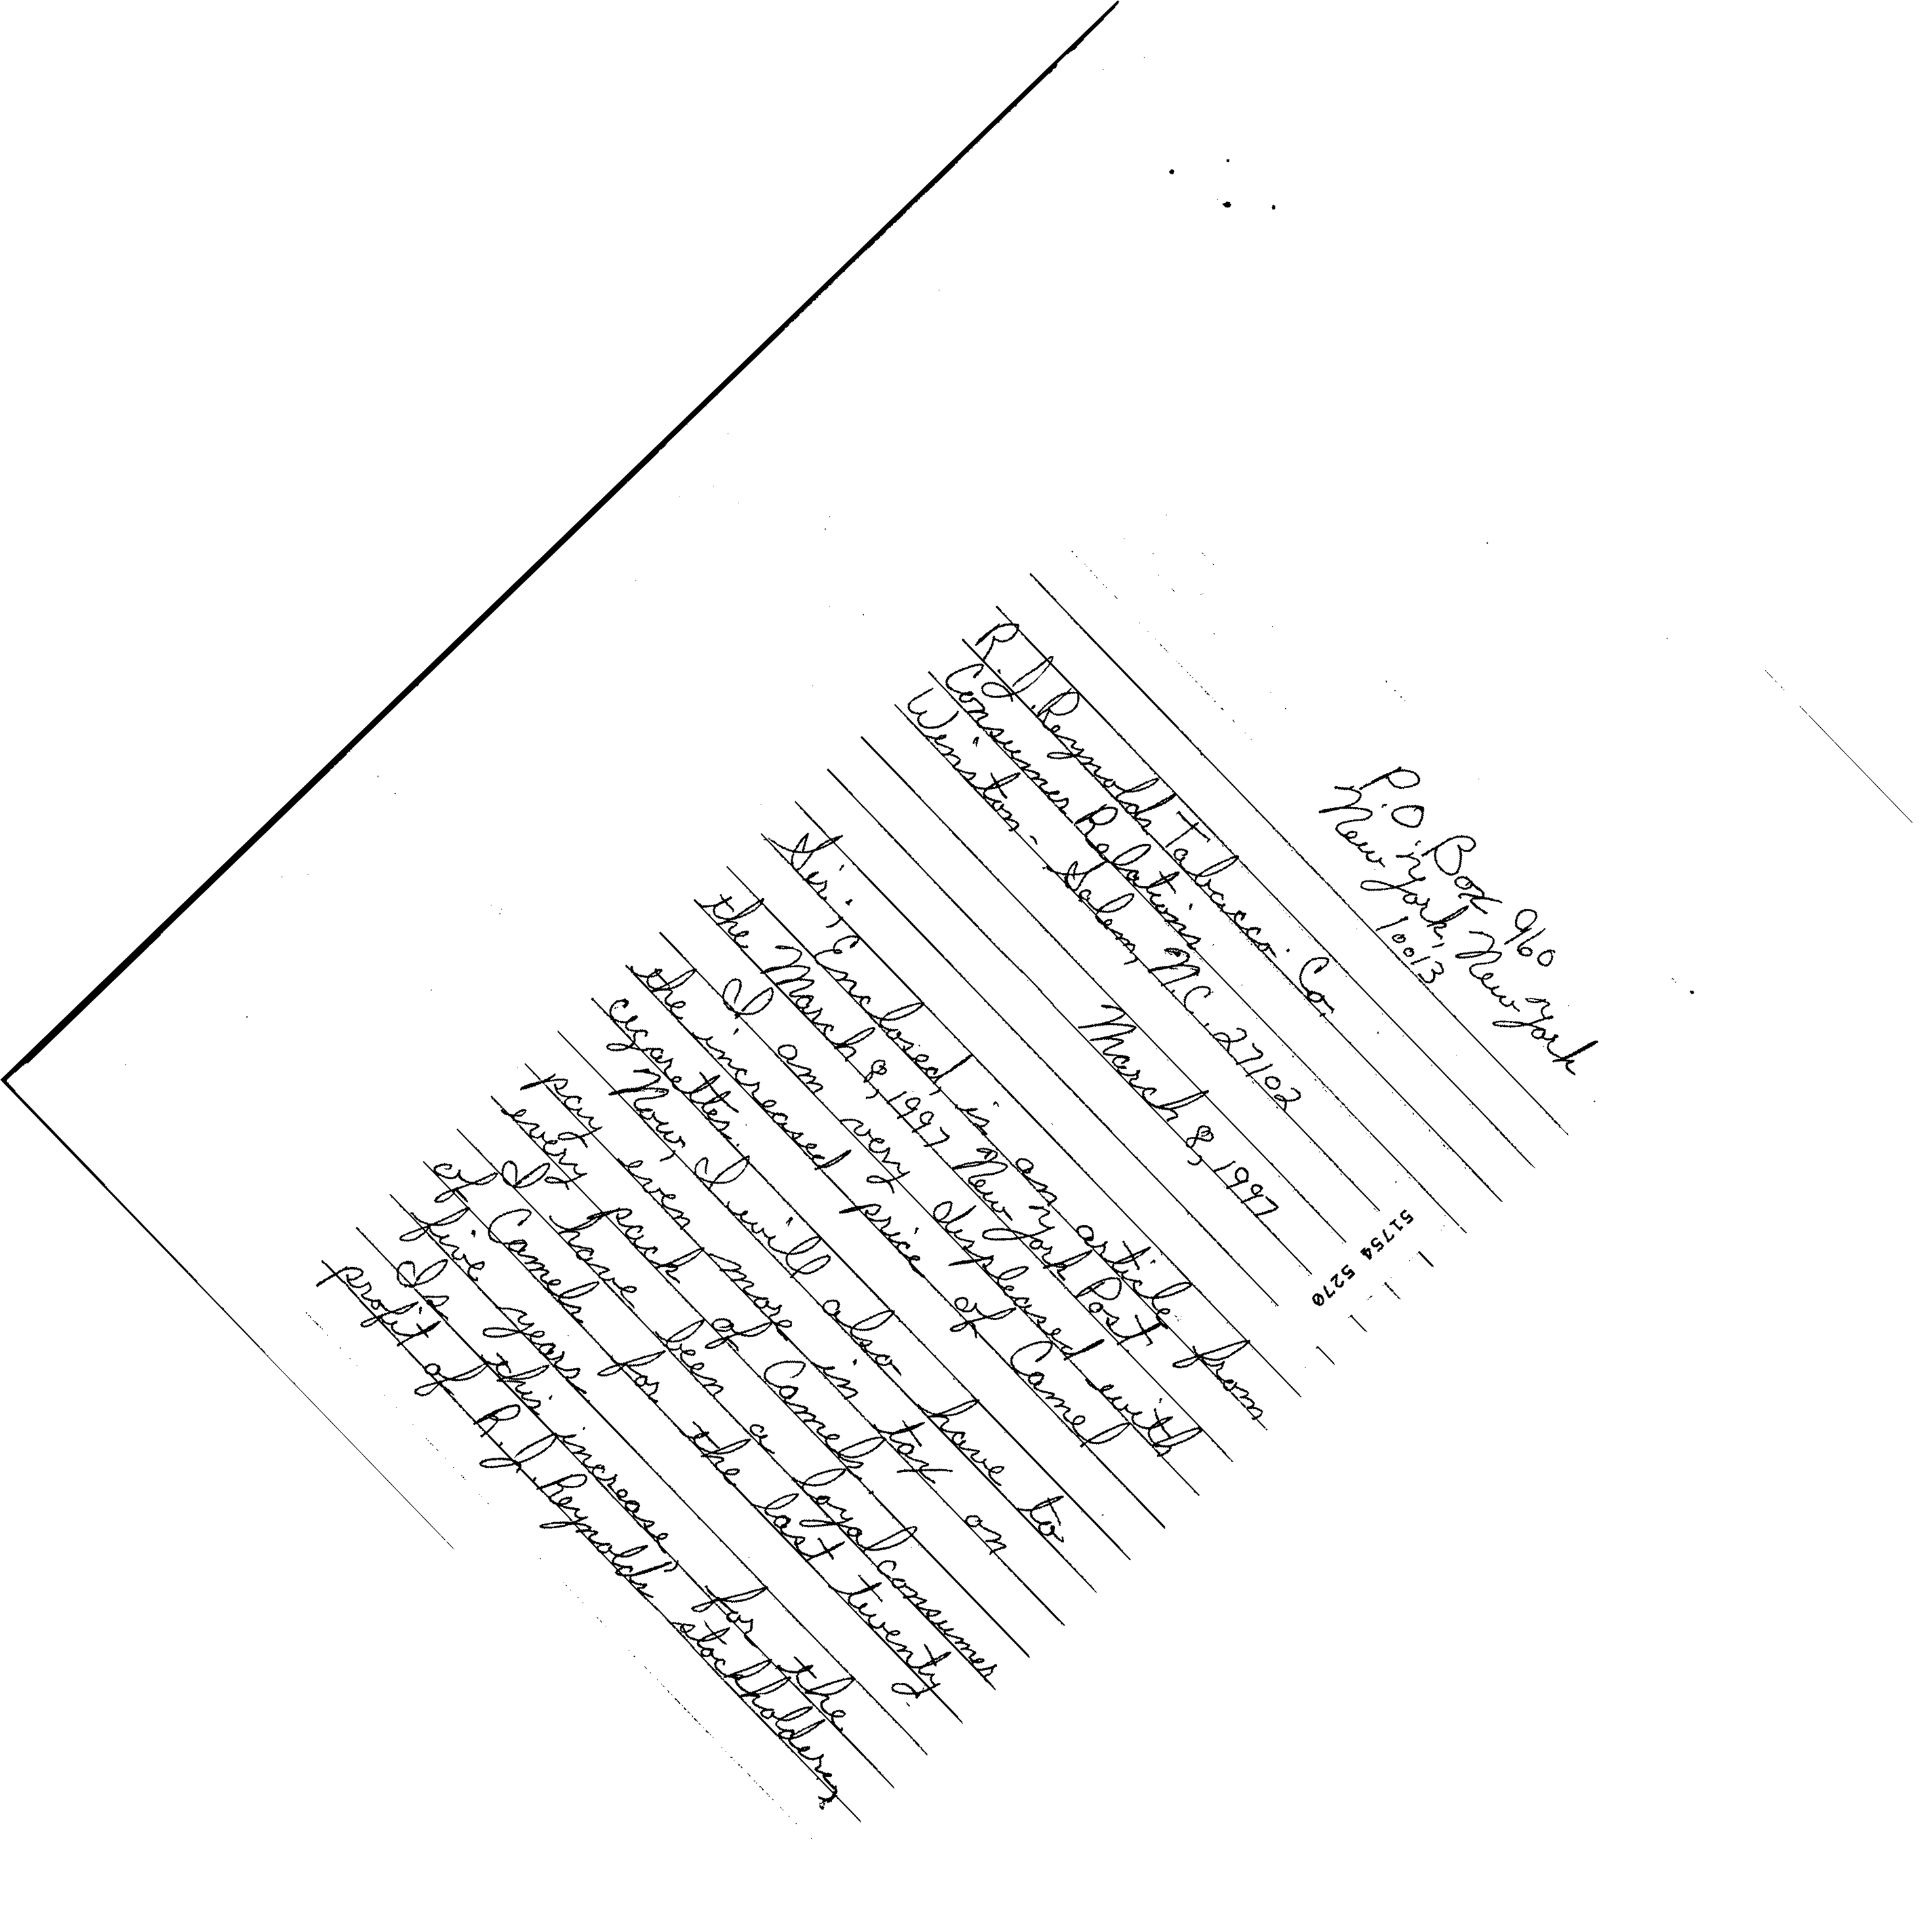 P.O Box 960
New York New York
10013
R.J. Reynolds Tobacco. Co.
Consumer Relations
Winston-Salem N.C. 27102
March 8, 1997
Sir;
Enclosed is an article from
the March 8, 1997 New York Post
I am very displeased with
the increased price of Camel
cigarettes.
Now, I will also have to
pay even more in tax on
every pack of Camels
I have been a loyal consumer
of Camels for the last twenty
five years
Is this increase for the
profit of R.J. Reynolds stockholders,
51754 5270